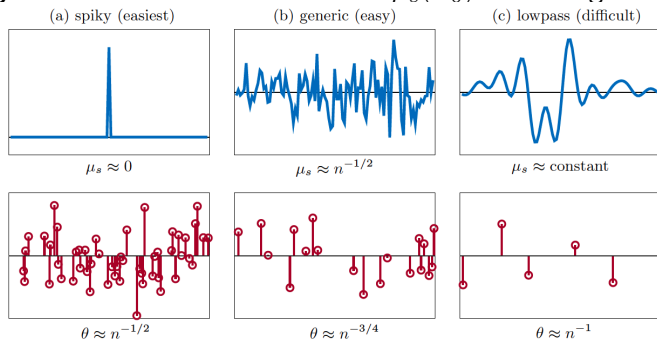 (a) spiky (easiest)
(b) generic (easy)
(c) lowpass (difficult)
μ_s ≈ 0
μ_s ≈ n^{-1/2}
μ_s ≈ constant
θ ≈ n^{-1/2}
θ ≈ n^{-3/4}
θ ≈ n^{-1}